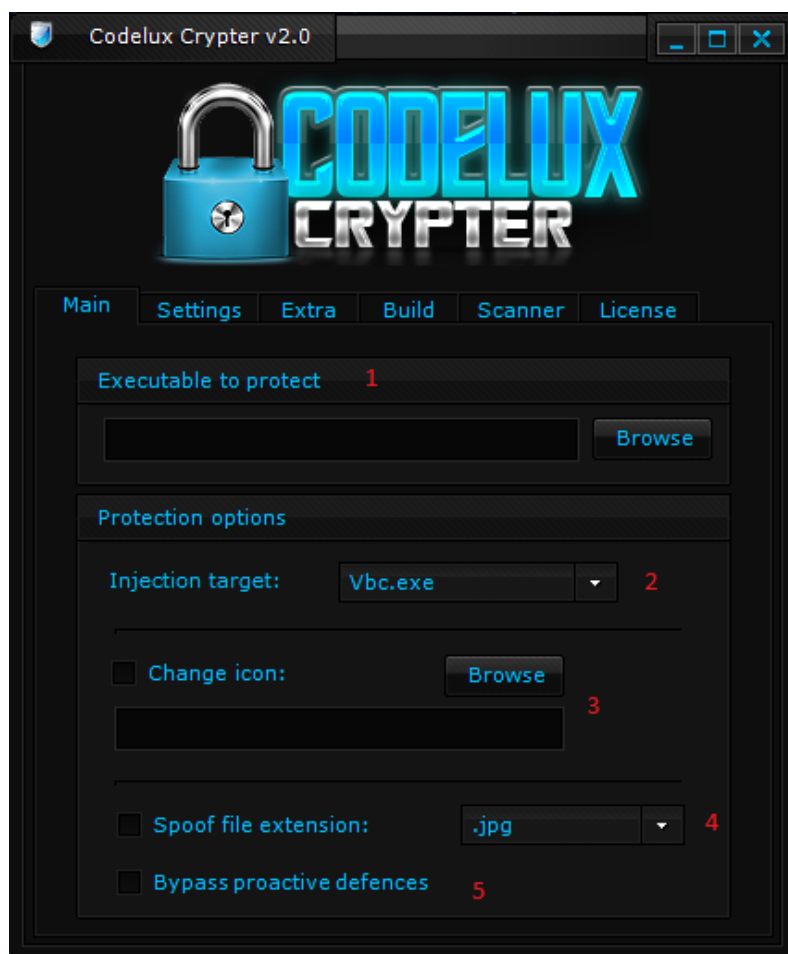 Codelux Crypter v2.0
CODELUX
CRYPTER
Main Settings Extra Build Scanner License
Executable to protect 1
Browse
Protection options
Injection target: Vbc.exe 2
Change icon: Browse
3
Spoof file extension: .jpg 4
Bypass proactive defences 5